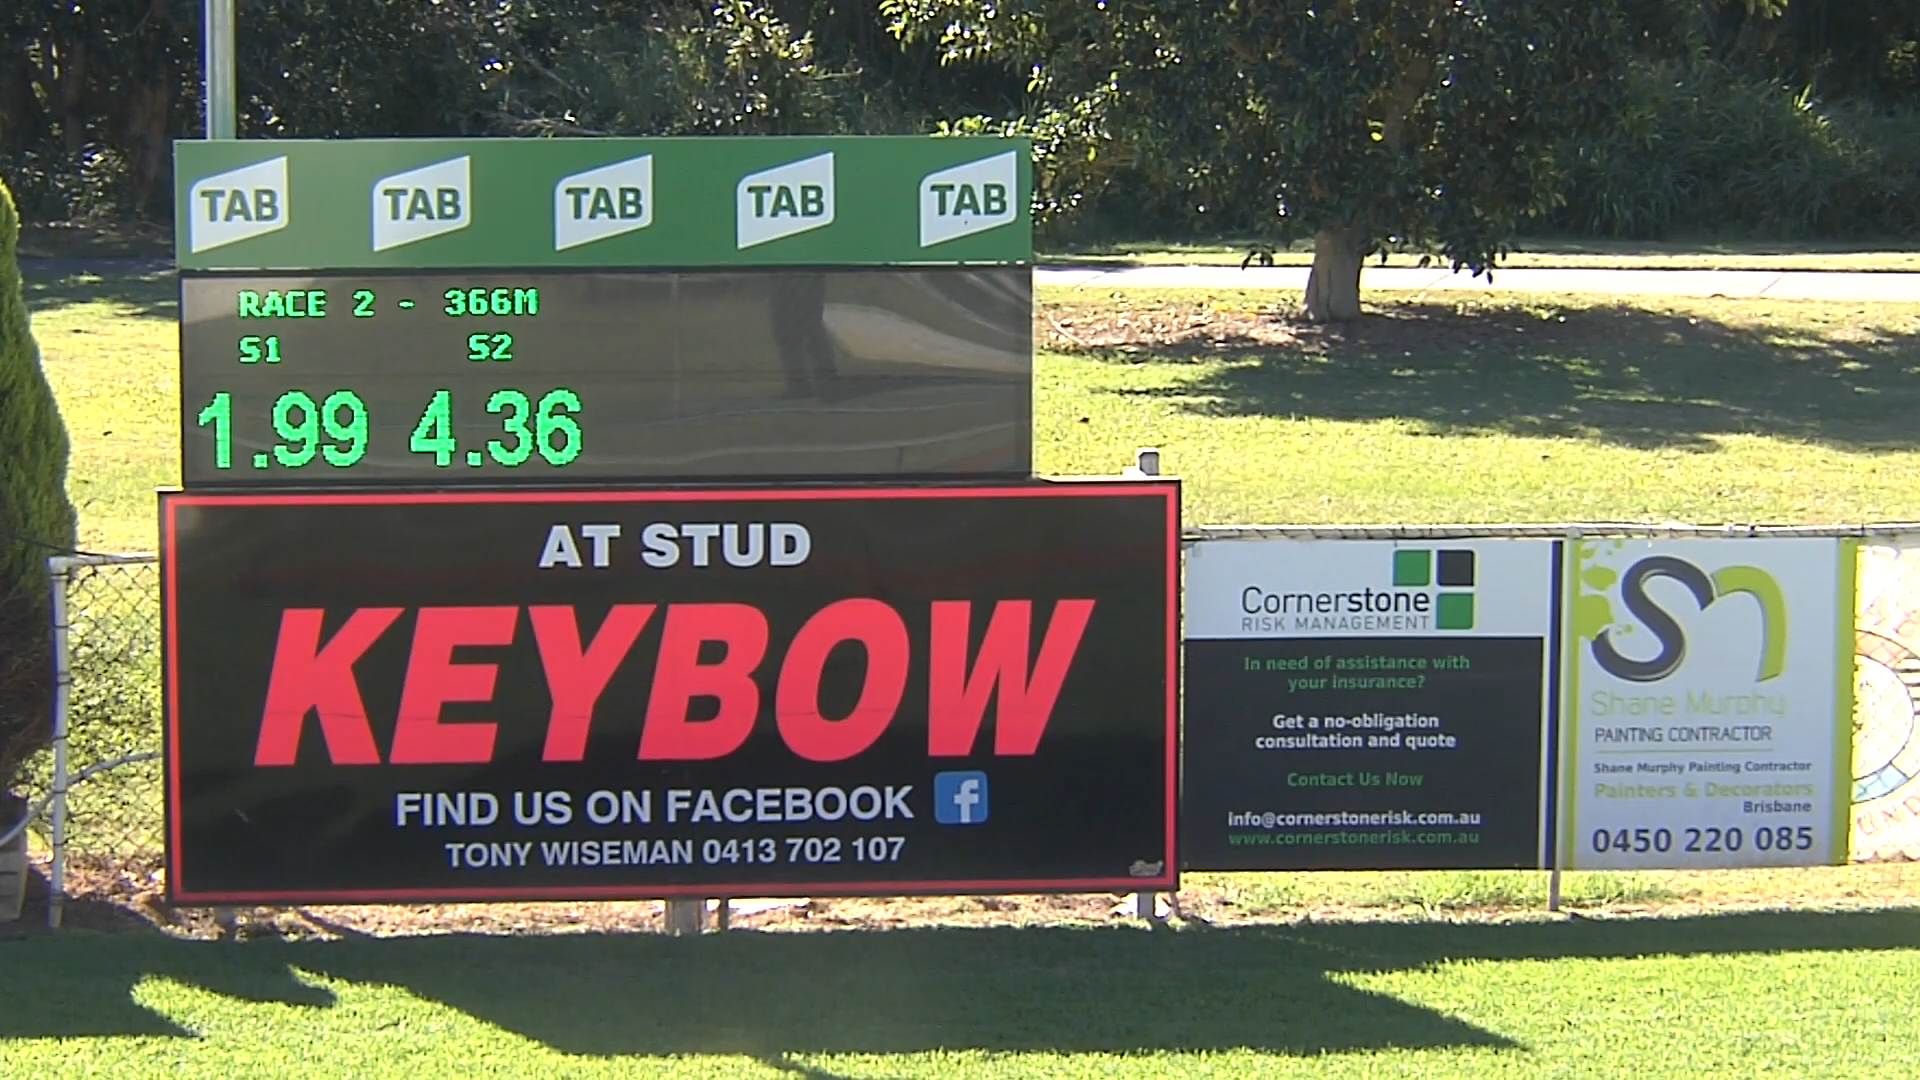 TAB TAB TAB TAB TAB
RACE 2 - 366M
S1 S2
1.99 4.36
AT STUD
KEYBOW
FIND US ON FACEBOOK f
TONY WISEMAN 0413 702 107
Cornerstone
RISK MANAGEMENT
In need of assistance with
your insurance?
Get a no-obligation
consultation and quote
Contact Us Now
info@cornerstonerisk.com.au
www.cornerstonerisk.com.au
sm
Shane Murphy
PAINTING CONTRACTOR
Shane Murphy Painting Contractor
Painters & Decorators
Brisbane
0450 220 085